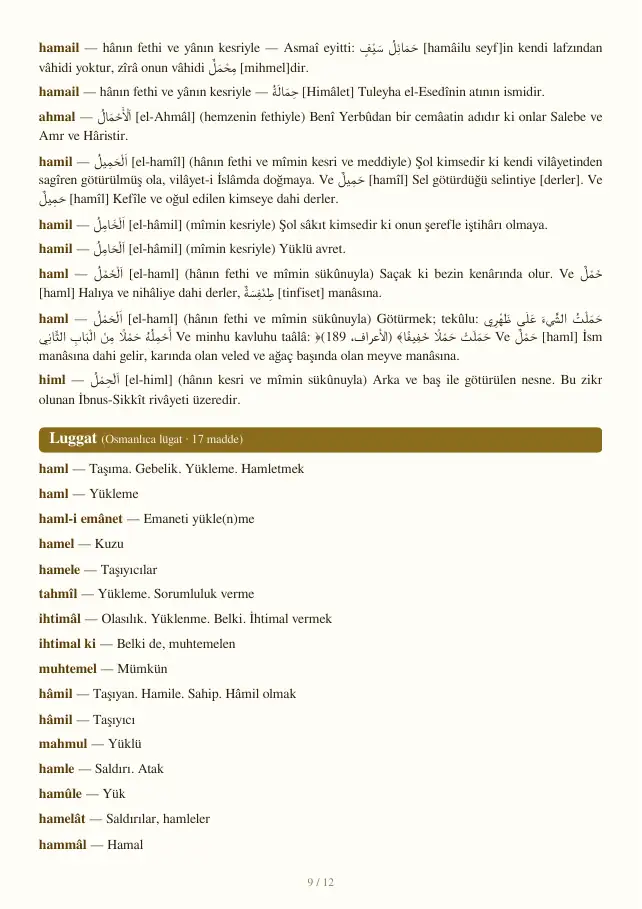 hamail — hânın fethi ve yânın kesriyle — Asmaî eyitti: حَمَائِلُ سَيْفٍ [hamâilu seyf]in kendi lafzından
vâhidi yoktur, zîrâ onun vâhidi مِحْمَلٌ [mihmel]dir.
hamail — hânın fethi ve yânın kesriyle — حِمَالَةُ [Himâlet] Tuleyha el-Esedînin atının ismidir.
ahmal — اَلْأَحْمَالُ [el-Ahmâl] (hemzenin fethiyle) Benî Yerbûdan bir cemâatin adıdır ki onlar Salebe ve
Amr ve Hâristir.
hamil — اَلْحَمِيلُ [el-hamîl] (hânın fethi ve mîmin kesri ve meddiyle) Şol kimsedir ki kendi vilâyetinden
sagîren götürülmüş ola, vilâyet-i İslâmda doğmaya. Ve حَمِيلٌ [hamîl] Sel götürdüğü selintiye [derler]. Ve
حَمِيلٌ [hamîl] Kefîle ve oğul edilen kimseye dahi derler.
hamil — اَلْخَامِلُ [el-hâmil] (mîmin kesriyle) Şol sâkıt kimsedir ki onun şerefle iştihârı olmaya.
hamil — اَلْحَامِلُ [el-hâmil] (mîmin kesriyle) Yüklü avret.
haml — اَلْخَمْلُ [el-haml] (hânın fethi ve mîmin sükûnuyla) Saçak ki bezin kenârında olur. Ve خَمْلٌ
[haml] Halıya ve nihâliye dahi derler, طِنْفِسَةٌ [tinfiset] manâsına.
haml — اَلْحَمْلُ [el-haml] (hânın fethi ve mîmin sükûnuyla) Götürmek; tekûlu: حَمَلْتُ الشَّيءَ عَلَى ظَهْرِي
أَحْمِلُهُ حَمْلًا مِنَ الْبَابِ الثَّانِي Ve minhu kavluhu taâlâ: ﴿حَمَلَتْ حَمْلًا خَفِيفًا﴾ (الأعراف، 189) Ve حَمْلٌ [haml] İsm
manâsına dahi gelir, karında olan veled ve ağaç başında olan meyve manâsına.
himl — اَلْحِمْلُ [el-himl] (hânın kesri ve mîmin sükûnuyla) Arka ve baş ile götürülen nesne. Bu zikr
olunan İbnus-Sikkît rivâyeti üzeredir.
Luggat (Osmanlıca lügat · 17 madde)
haml — Taşıma. Gebelik. Yükleme. Hamletmek
haml — Yükleme
haml-i emânet — Emaneti yükle(n)me
hamel — Kuzu
hamele — Taşıyıcılar
tahmîl — Yükleme. Sorumluluk verme
ihtimâl — Olasılık. Yüklenme. Belki. İhtimal vermek
ihtimal ki — Belki de, muhtemelen
muhtemel — Mümkün
hâmil — Taşıyan. Hamile. Sahip. Hâmil olmak
hâmil — Taşıyıcı
mahmul — Yüklü
hamle — Saldırı. Atak
hamûle — Yük
hamelât — Saldırılar, hamleler
hammâl — Hamal
9 / 12